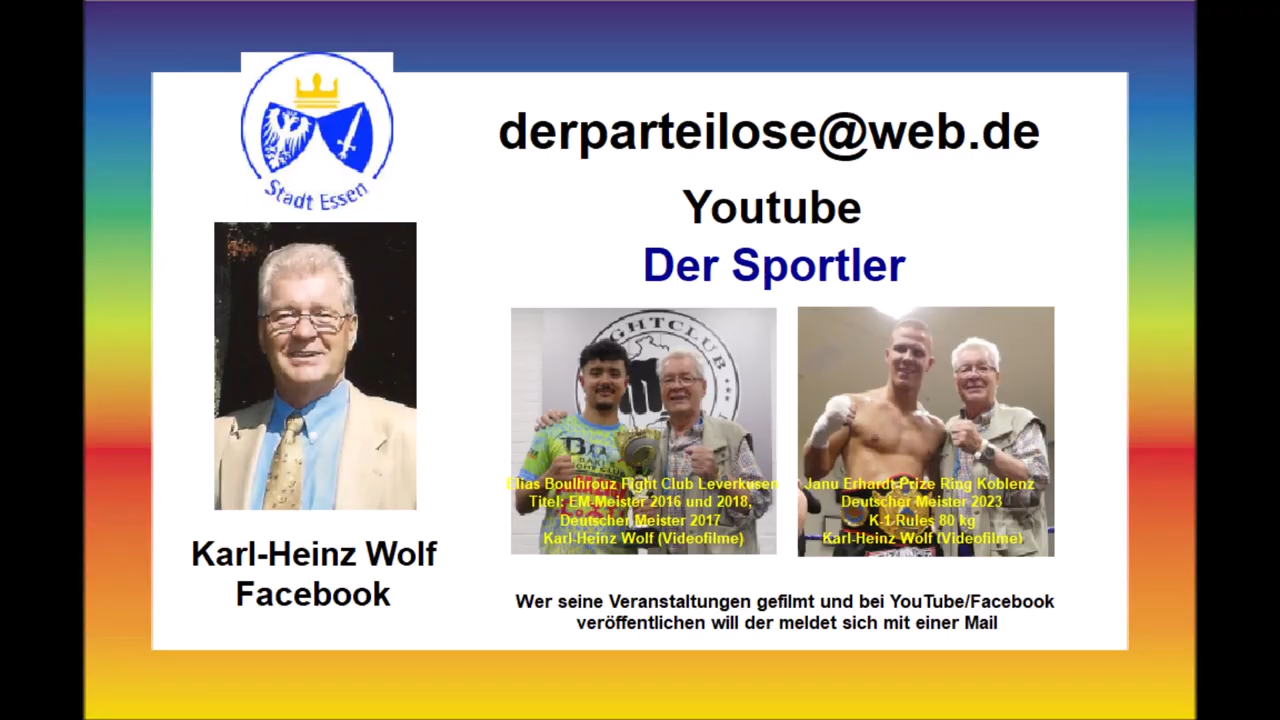 Stadt Essen
derparteilose@web.de
Youtube
Der Sportler
Karl-Heinz Wolf
Facebook
GHTCLUB
Elias Boulhrouz Fight Club Leverkusen
Titel: EM-Meister 2016 und 2018,
Deutscher Meister 2017
Karl-Heinz Wolf (Videofilme)
Janu Erhardt Prize Ring Koblenz
Deutscher Meister 2023
K-1 Rules 80 kg
Karl-Heinz Wolf (Videofilme)
Wer seine Veranstaltungen gefilmt und bei YouTube/Facebook
veröffentlichen will der meldet sich mit einer Mail